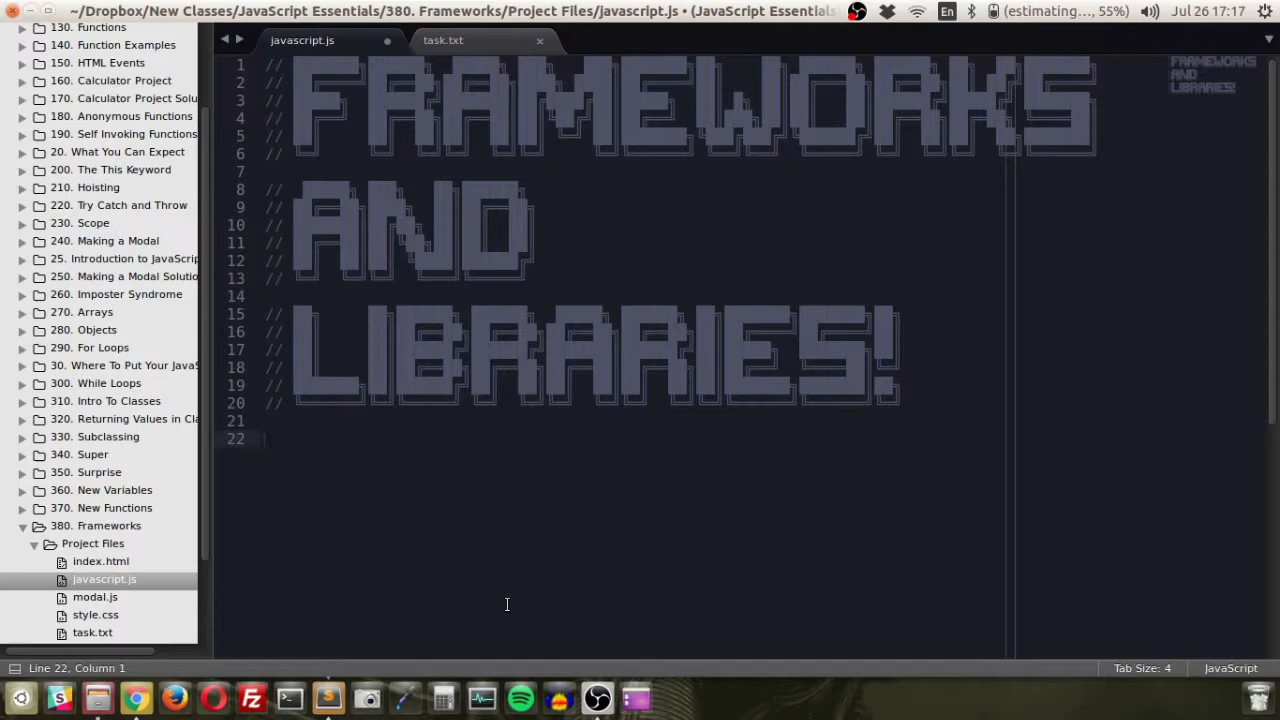 ~/Dropbox/New Classes/JavaScript Essentials/380. Frameworks/Project Files/javascript.js • (JavaScript Essentials
En
(estimating..., 55%)
Jul 26 17:17
130. Functions
140. Function Examples
150. HTML Events
160. Calculator Project
170. Calculator Project Solu
180. Anonymous Functions
190. Self Invoking Functions
20. What You Can Expect
200. The This Keyword
210. Hoisting
220. Try Catch and Throw
230. Scope
240. Making a Modal
25. Introduction to JavaScrip
250. Making a Modal Solutio
260. Imposter Syndrome
270. Arrays
280. Objects
290. For Loops
30. Where To Put Your JavaS
300. While Loops
310. Intro To Classes
320. Returning Values in Cla
330. Subclassing
340. Super
350. Surprise
360. New Variables
370. New Functions
380. Frameworks
Project Files
index.html
javascript.js
modal.js
style.css
task.txt
javascript.js
task.txt
1 //
2 //
3 //
4 //
5 //
6 //
FRAMEWORKS
7
8 //
9 //
10 //
11 //
12 //
13 //
AND
14
15 //
16 //
17 //
18 //
19 //
20 //
LIBRARIES!
21
22
FRAMEWORKS
AND
LIBRARIES!
Line 22, Column 1
Tab Size: 4
JavaScript